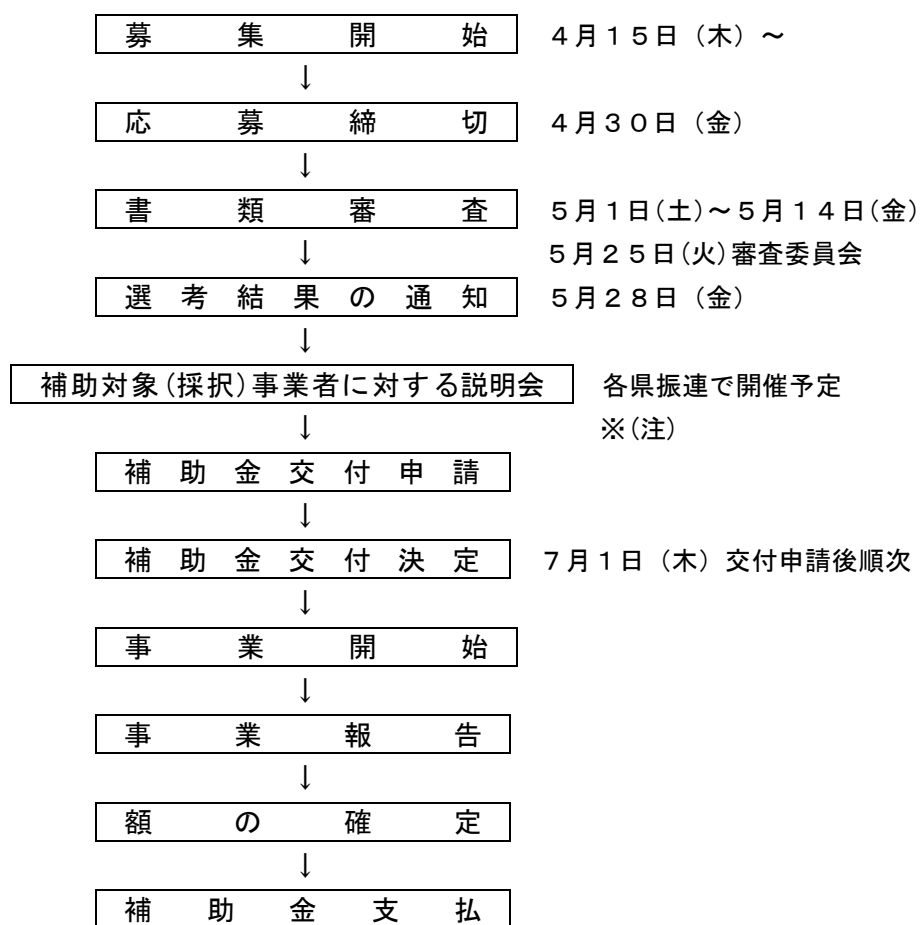 募集開始 4月15日(木)～
↓
応募締切 4月30日(金)
↓
書類審査 5月1日(土)～5月14日(金)
↓ 5月25日(火)審査委員会
選考結果の通知 5月28日(金)
↓
補助対象(採択)事業者に対する説明会 各県振連で開催予定
↓ ※(注)
補助金交付申請
↓
補助金交付決定 7月1日(木)交付申請後順次
↓
事業開始
↓
事業報告
↓
額の確定
↓
補助金支払